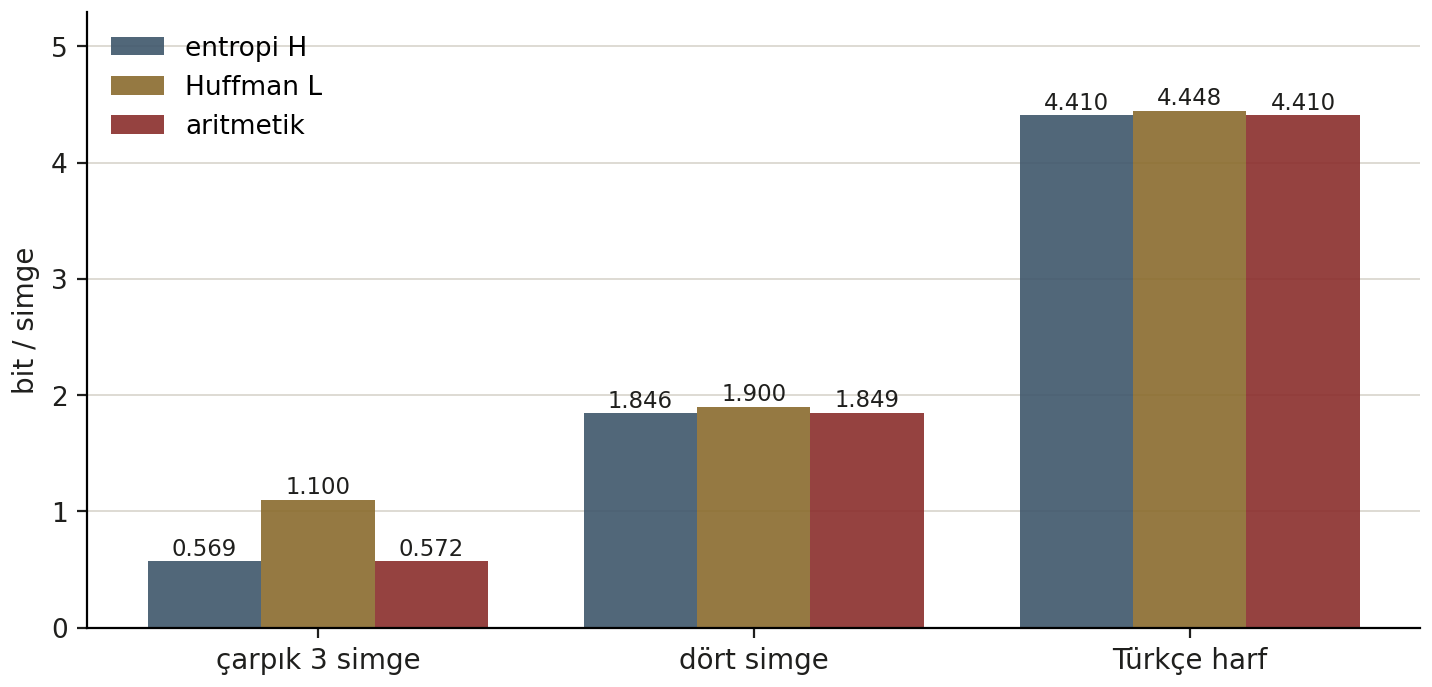 entropi H
Huffman L
aritmetik
bit / simge
5
4
3
2
1
0
0.569
1.100
0.572
1.846
1.900
1.849
4.410
4.448
4.410
çarpık 3 simge
dört simge
Türkçe harf